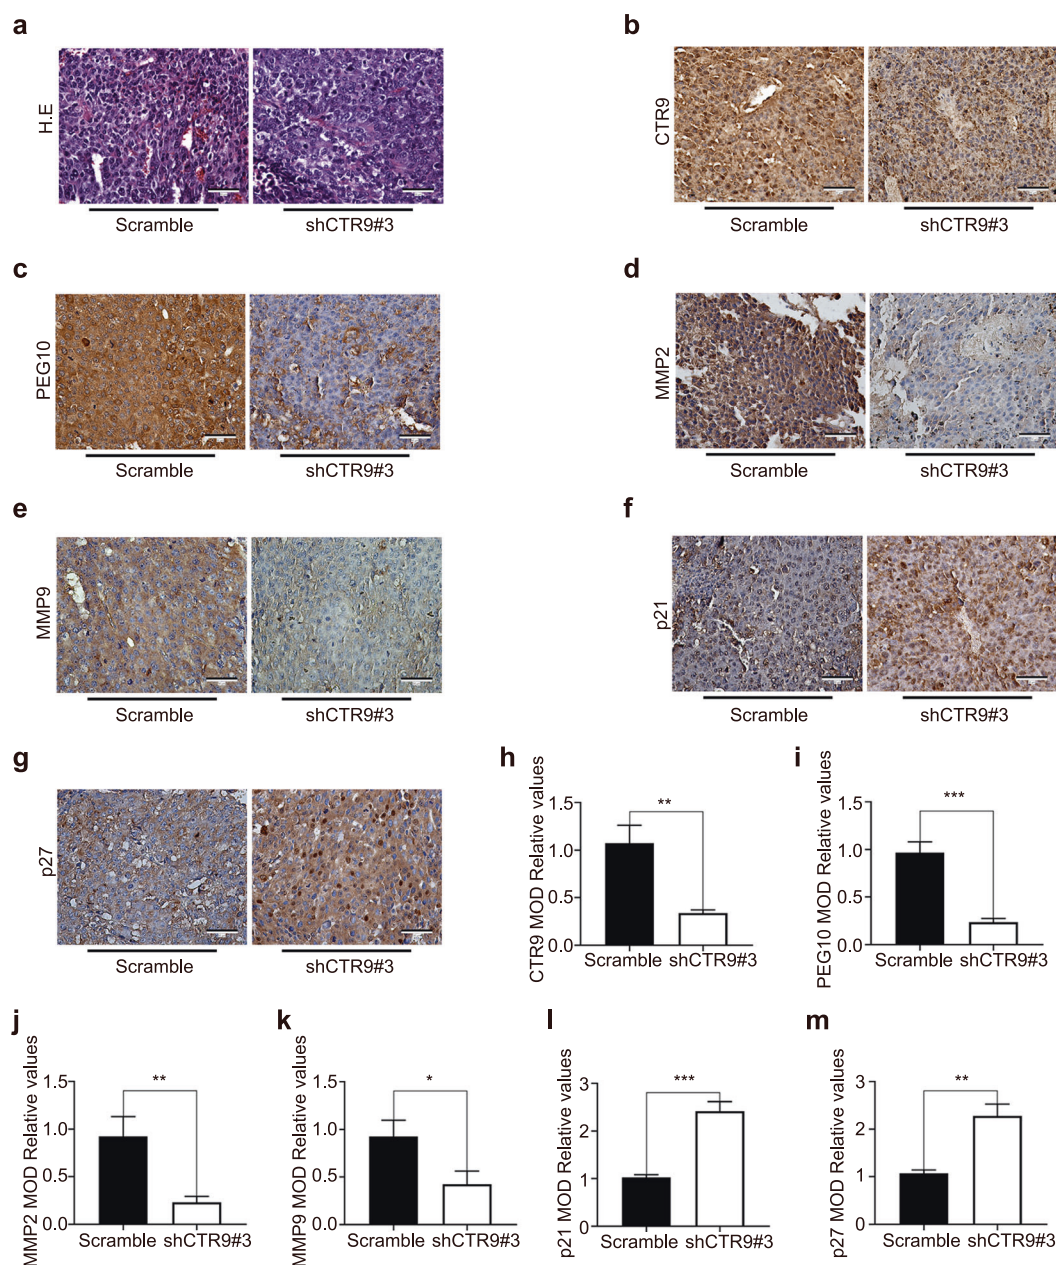 a
H.E
Scramble
shCTR9#3
b
CTR9
Scramble
shCTR9#3
c
PEG10
Scramble
shCTR9#3
d
MMP2
Scramble
shCTR9#3
e
MMP9
Scramble
shCTR9#3
f
p21
Scramble
shCTR9#3
g
p27
Scramble
shCTR9#3
h
CTR9 MOD Relative values
1.5
1.0
0.5
0.0
**
Scramble shCTR9#3
i
PEG10 MOD Relative values
1.5
1.0
0.5
0.0
***
Scramble shCTR9#3
j
MMP2 MOD Relative values
1.5
1.0
0.5
0.0
**
Scramble shCTR9#3
k
MMP9 MOD Relative values
1.5
1.0
0.5
0.0
*
Scramble shCTR9#3
l
p21 MOD Relative values
3
2
1
0
***
Scramble shCTR9#3
m
p27 MOD Relative values
3
2
1
0
**
Scramble shCTR9#3